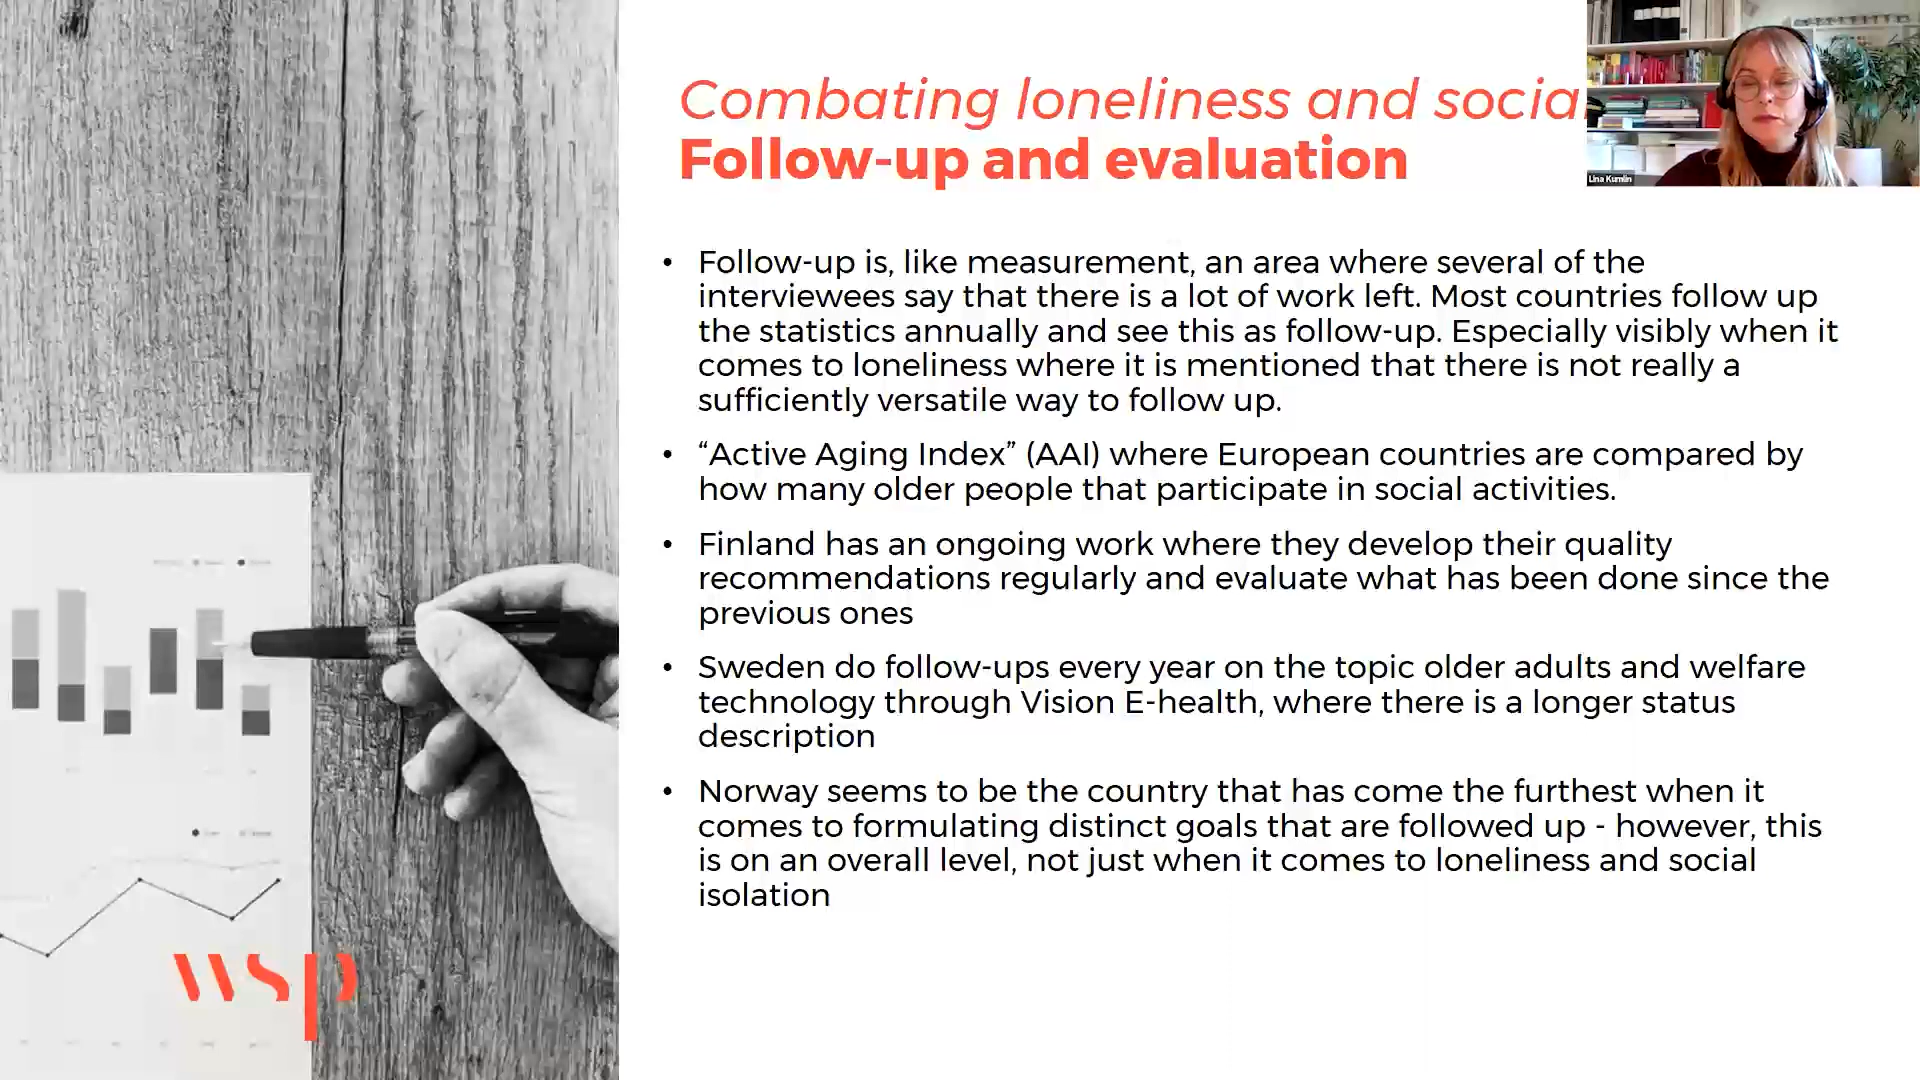 Combating loneliness and socia
Follow-up and evaluation
Lina Kumlin
• Follow-up is, like measurement, an area where several of the
interviewees say that there is a lot of work left. Most countries follow up
the statistics annually and see this as follow-up. Especially visibly when it
comes to loneliness where it is mentioned that there is not really a
sufficiently versatile way to follow up.
• “Active Aging Index” (AAI) where European countries are compared by
how many older people that participate in social activities.
• Finland has an ongoing work where they develop their quality
recommendations regularly and evaluate what has been done since the
previous ones
• Sweden do follow-ups every year on the topic older adults and welfare
technology through Vision E-health, where there is a longer status
description
• Norway seems to be the country that has come the furthest when it
comes to formulating distinct goals that are followed up - however, this
is on an overall level, not just when it comes to loneliness and social
isolation
wsp